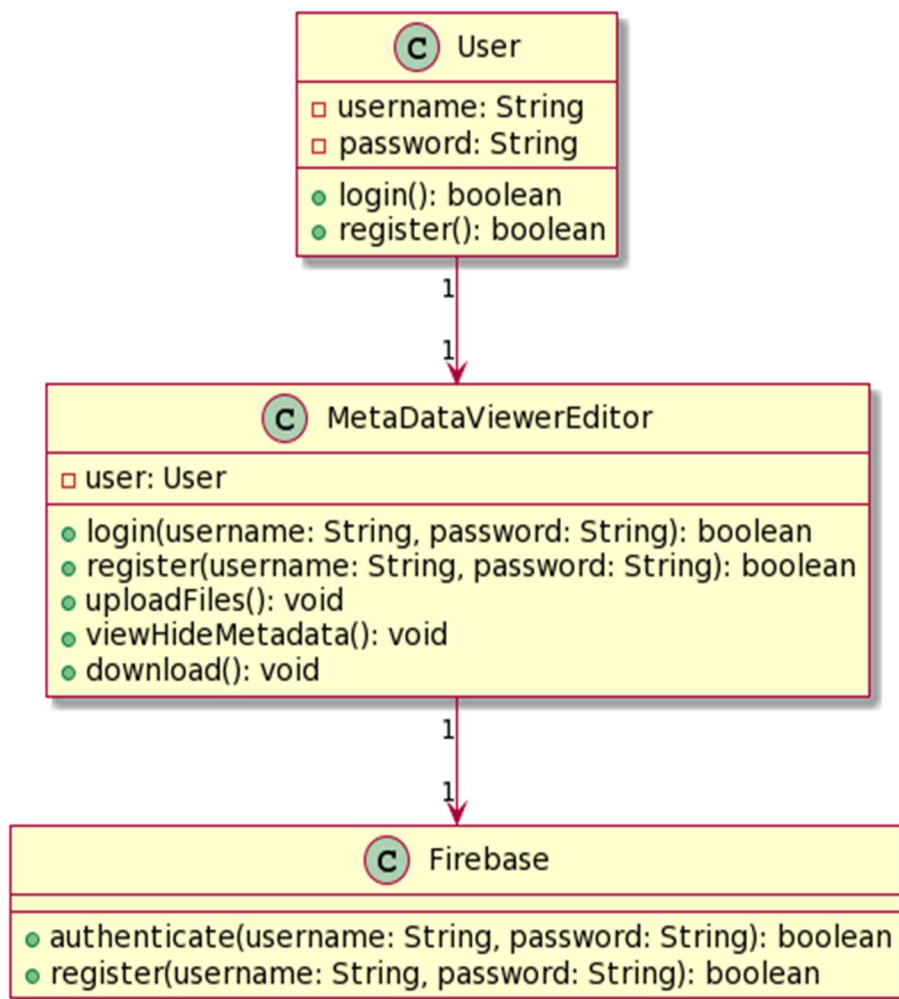 C User
username: String
password: String
login(): boolean
register(): boolean
1
1
C MetaDataViewerEditor
user: User
login(username: String, password: String): boolean
register(username: String, password: String): boolean
uploadFiles(): void
viewHideMetadata(): void
download(): void
1
1
C Firebase
authenticate(username: String, password: String): boolean
register(username: String, password: String): boolean